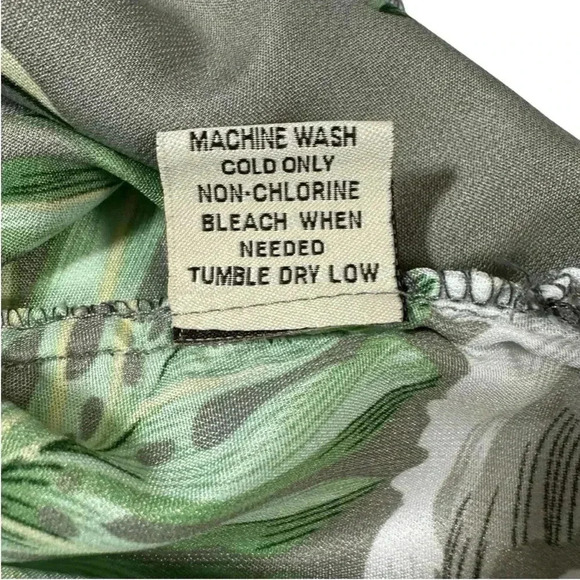 MACHINE WASH
COLD ONLY
NON-CHLORINE
BLEACH WHEN
NEEDED
TUMBLE DRY LOW